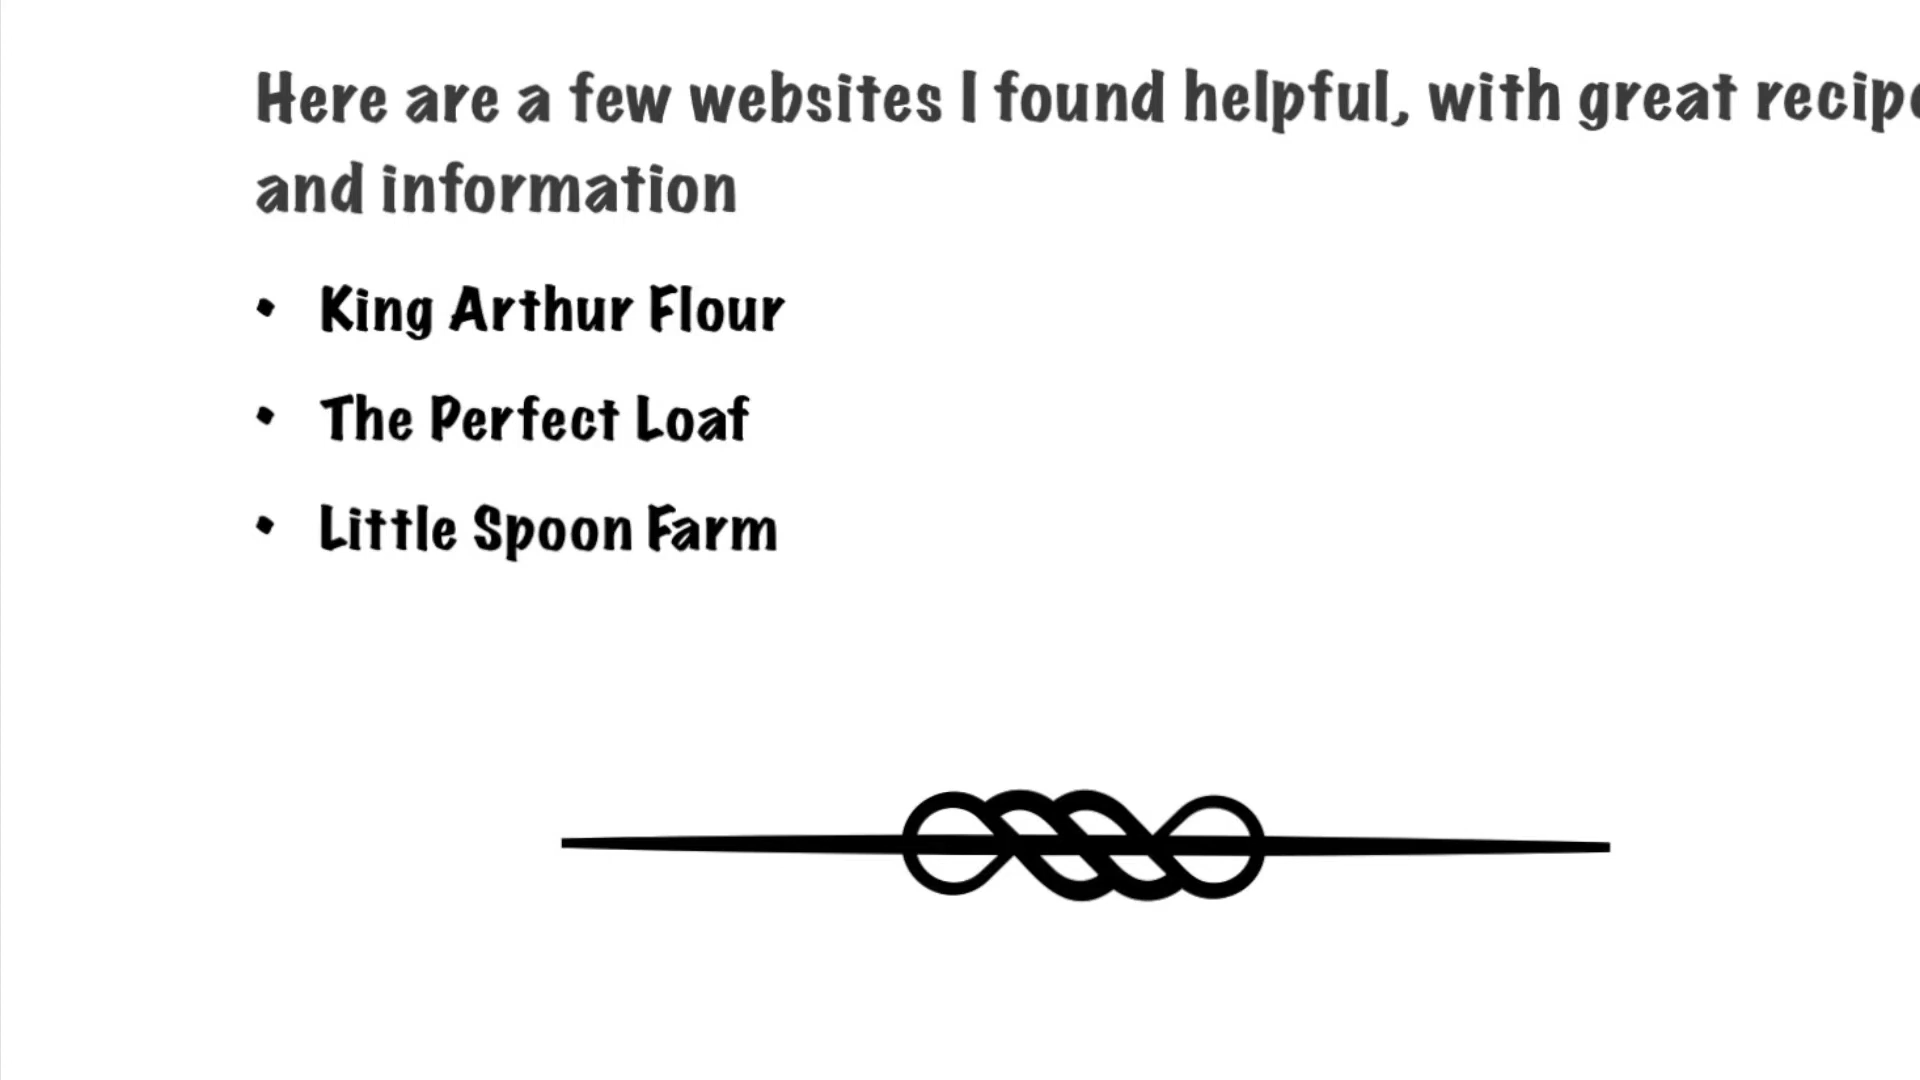 Here are a few websites I found helpful, with great
and information
• King Arthur Flour
• The Perfect Loaf
• Little Spoon Farm